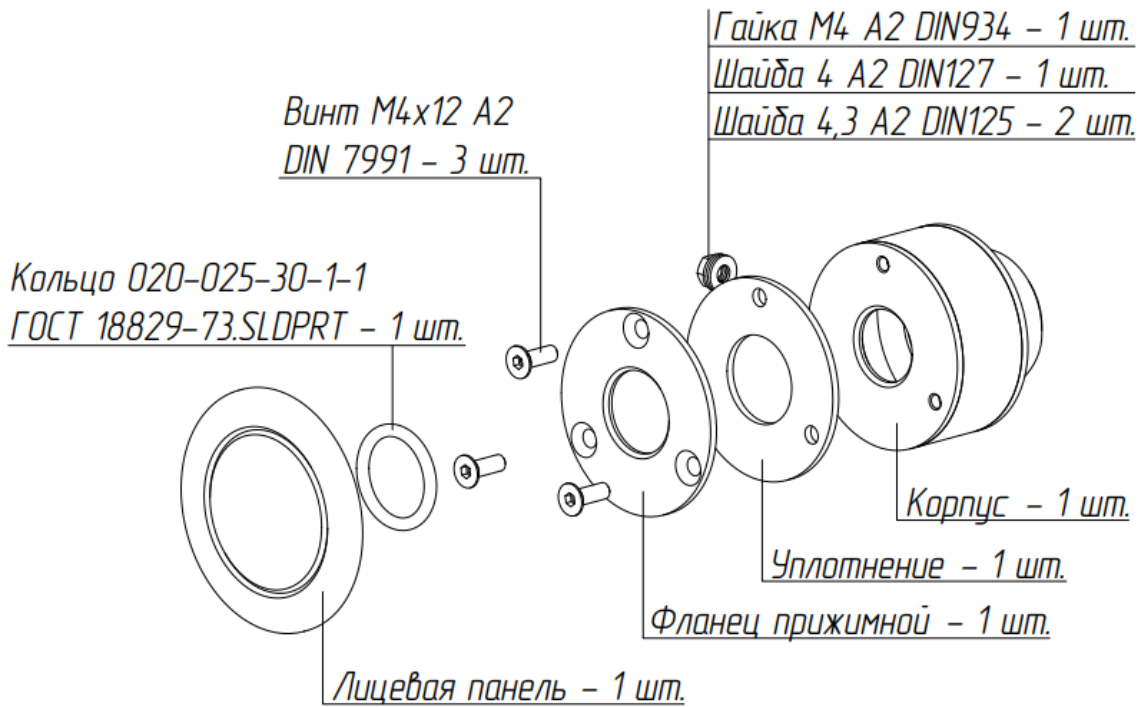 Гайка М4 А2 DIN934 – 1 шт.
Шайба 4 А2 DIN127 – 1 шт.
Шайба 4,3 А2 DIN125 – 2 шт.
Винт М4х12 А2
DIN 7991 – 3 шт.
Кольцо 020-025-30-1-1
ГОСТ 18829-73.SLDPRT – 1 шт.
Корпус – 1 шт.
Уплотнение – 1 шт.
Фланец прижимной – 1 шт.
Лицевая панель – 1 шт.